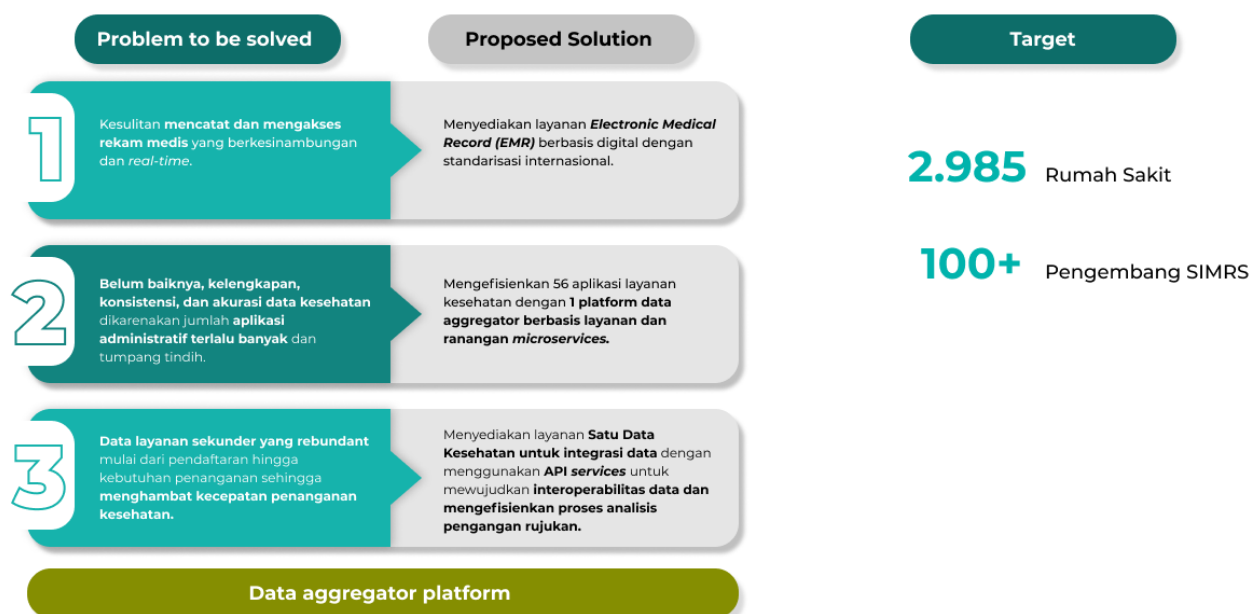 Problem to be solved
Proposed Solution
Target
1
Kesulitan mencatat dan mengakses
rekam medis yang berkesinambungan
dan real-time.
Menyediakan layanan Electronic Medical
Record (EMR) berbasis digital dengan
standarisasi internasional.
2
Belum baiknya, kelengkapan,
konsistensi, dan akurasi data kesehatan
dikarenakan jumlah aplikasi
administratif terlalu banyak dan
tumpang tindih.
Mengefisienkan 56 aplikasi layanan
kesehatan dengan 1 platform data
aggregator berbasis layanan dan
ranangan microservices.
3
Data layanan sekunder yang rebundant
mulai dari pendaftaran hingga
kebutuhan penanganan sehingga
menghambat kecepatan penanganan
kesehatan.
Menyediakan layanan Satu Data
Kesehatan untuk integrasi data dengan
menggunakan API services untuk
mewujudkan interoperabilitas data dan
mengefisienkan proses analisis
pengangan rujukan.
Data aggregator platform
2.985 Rumah Sakit
100+ Pengembang SIMRS